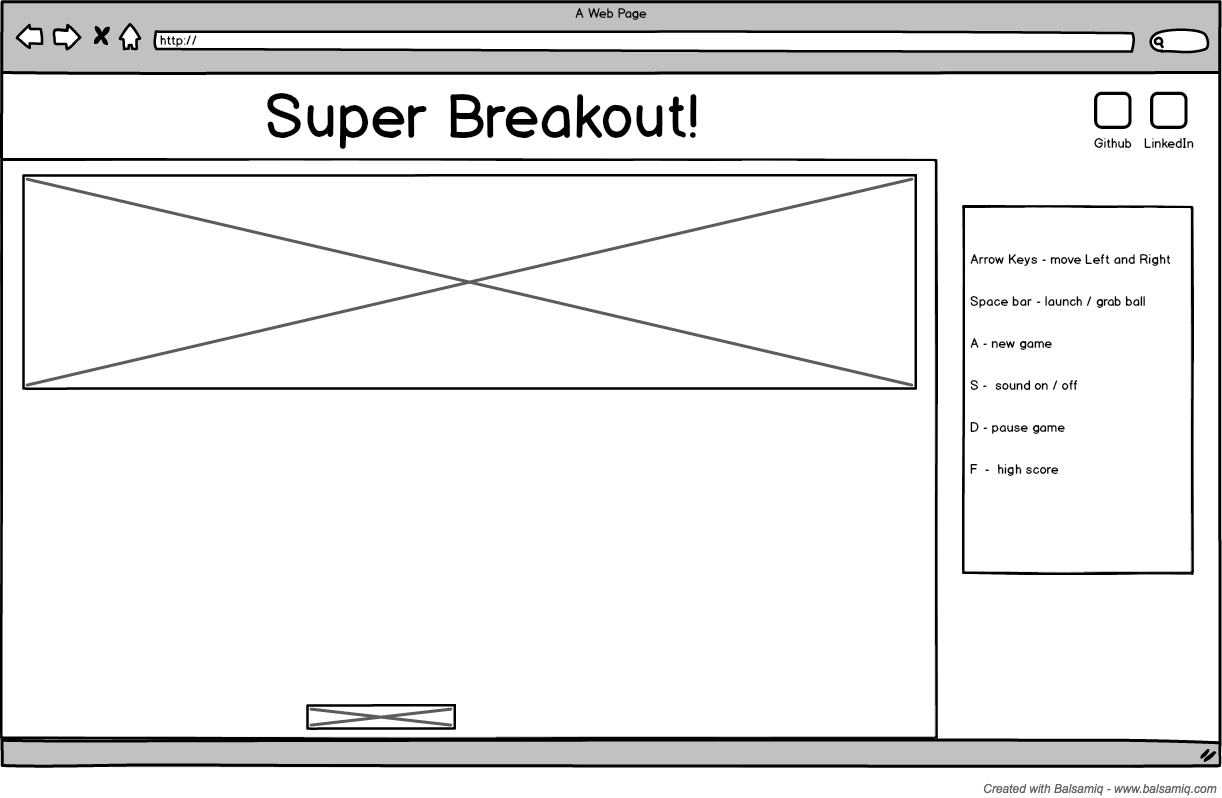 A Web Page
http://
Super Breakout!
Github LinkedIn
Arrow Keys - move Left and Right
Space bar - launch / grab ball
A - new game
S - sound on / off
D - pause game
F - high score
Created with Balsamiq - www.balsamiq.com